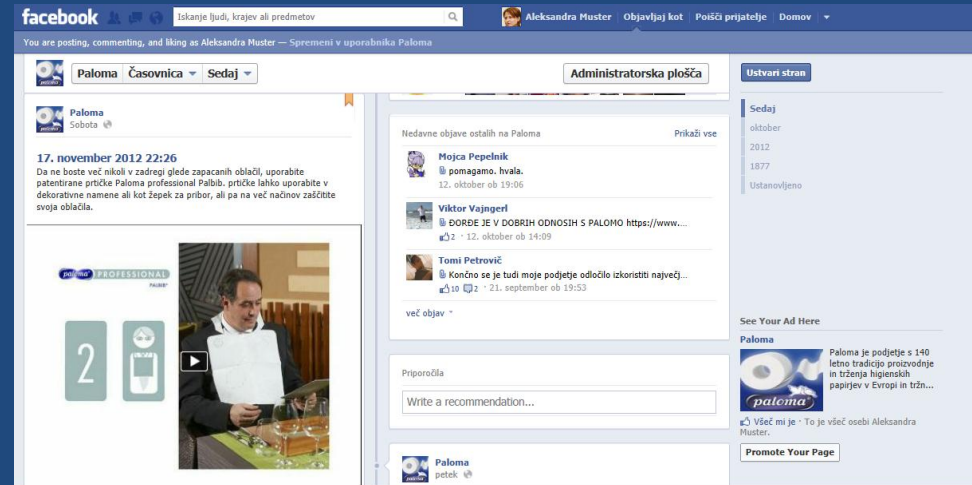 facebook
Iskanje ljudi, krajev ali predmetov
Aleksandra Muster
Objavljaj kot
Poišči prijatelje
Domov
You are posting, commenting, and liking as Aleksandra Muster — Spremeni v uporabnika Paloma
Paloma
Časovnica
Sedaj
Administratorska plošča
Ustvari stran
Paloma
Sobota
17. november 2012 22:26
Da ne boste več nikoli v zadregi glede zapacanih oblačil, uporabite
patentirane prtičke Paloma professional Palbib. prtičke lahko uporabite v
dekorativne namene ali kot žepek za pribor, ali pa na več načinov zaščitite
svoja oblačila.
paloma PROFESSIONAL
PALBIB
2
Nedavne objave ostalih na Paloma
Prikaži vse
Mojca Pepelnik
pomagamo. hvala.
12. oktober ob 19:06
Viktor Vajngerl
ĐORĐE JE V DOBRIH ODNOSIH S PALOMO https://www....
2 · 12. oktober ob 14:09
Tomi Petrovič
Končno se je tudi moje podjetje odločilo izkoristiti največj...
10 2 · 21. september ob 19:53
več objav
Priporočila
Write a recommendation...
Paloma
petek
Sedaj
oktober
2012
1877
Ustanovljeno
See Your Ad Here
Paloma
Paloma je podjetje s 140
letno tradicijo proizvodnje
in trženja higienskih
papirjev v Evropi in tržn...
paloma
Všeč mi je · To je všeč osebi Aleksandra
Muster.
Promote Your Page